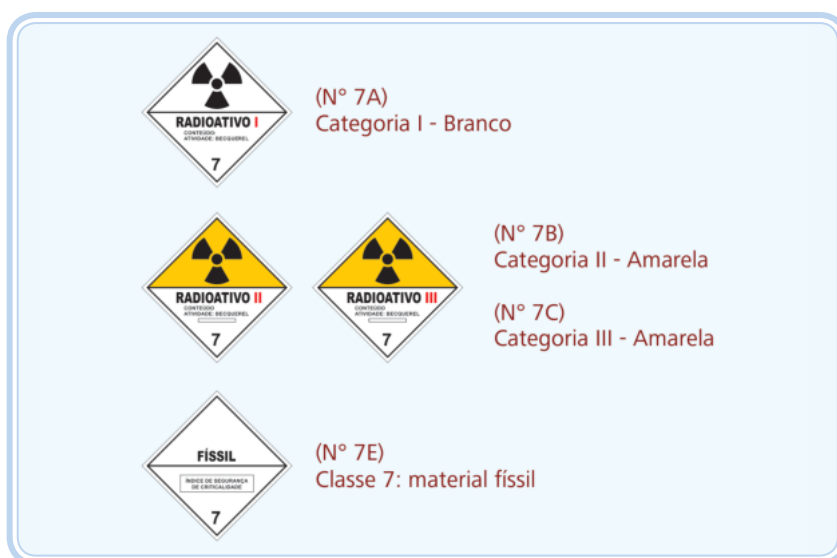 RADIOATIVO I
CONTEÚDO
ATIVIDADE: BECQUEREL
7
(N° 7A)
Categoria I - Branco
RADIOATIVO II
CONTEÚDO
ATIVIDADE: BECQUEREL
7
RADIOATIVO III
CONTEÚDO
ATIVIDADE: BECQUEREL
7
(N° 7B)
Categoria II - Amarela
(N° 7C)
Categoria III - Amarela
FÍSSIL
ÍNDICE DE SEGURANÇA
DE CRITICALIDADE
7
(N° 7E)
Classe 7: material físsil